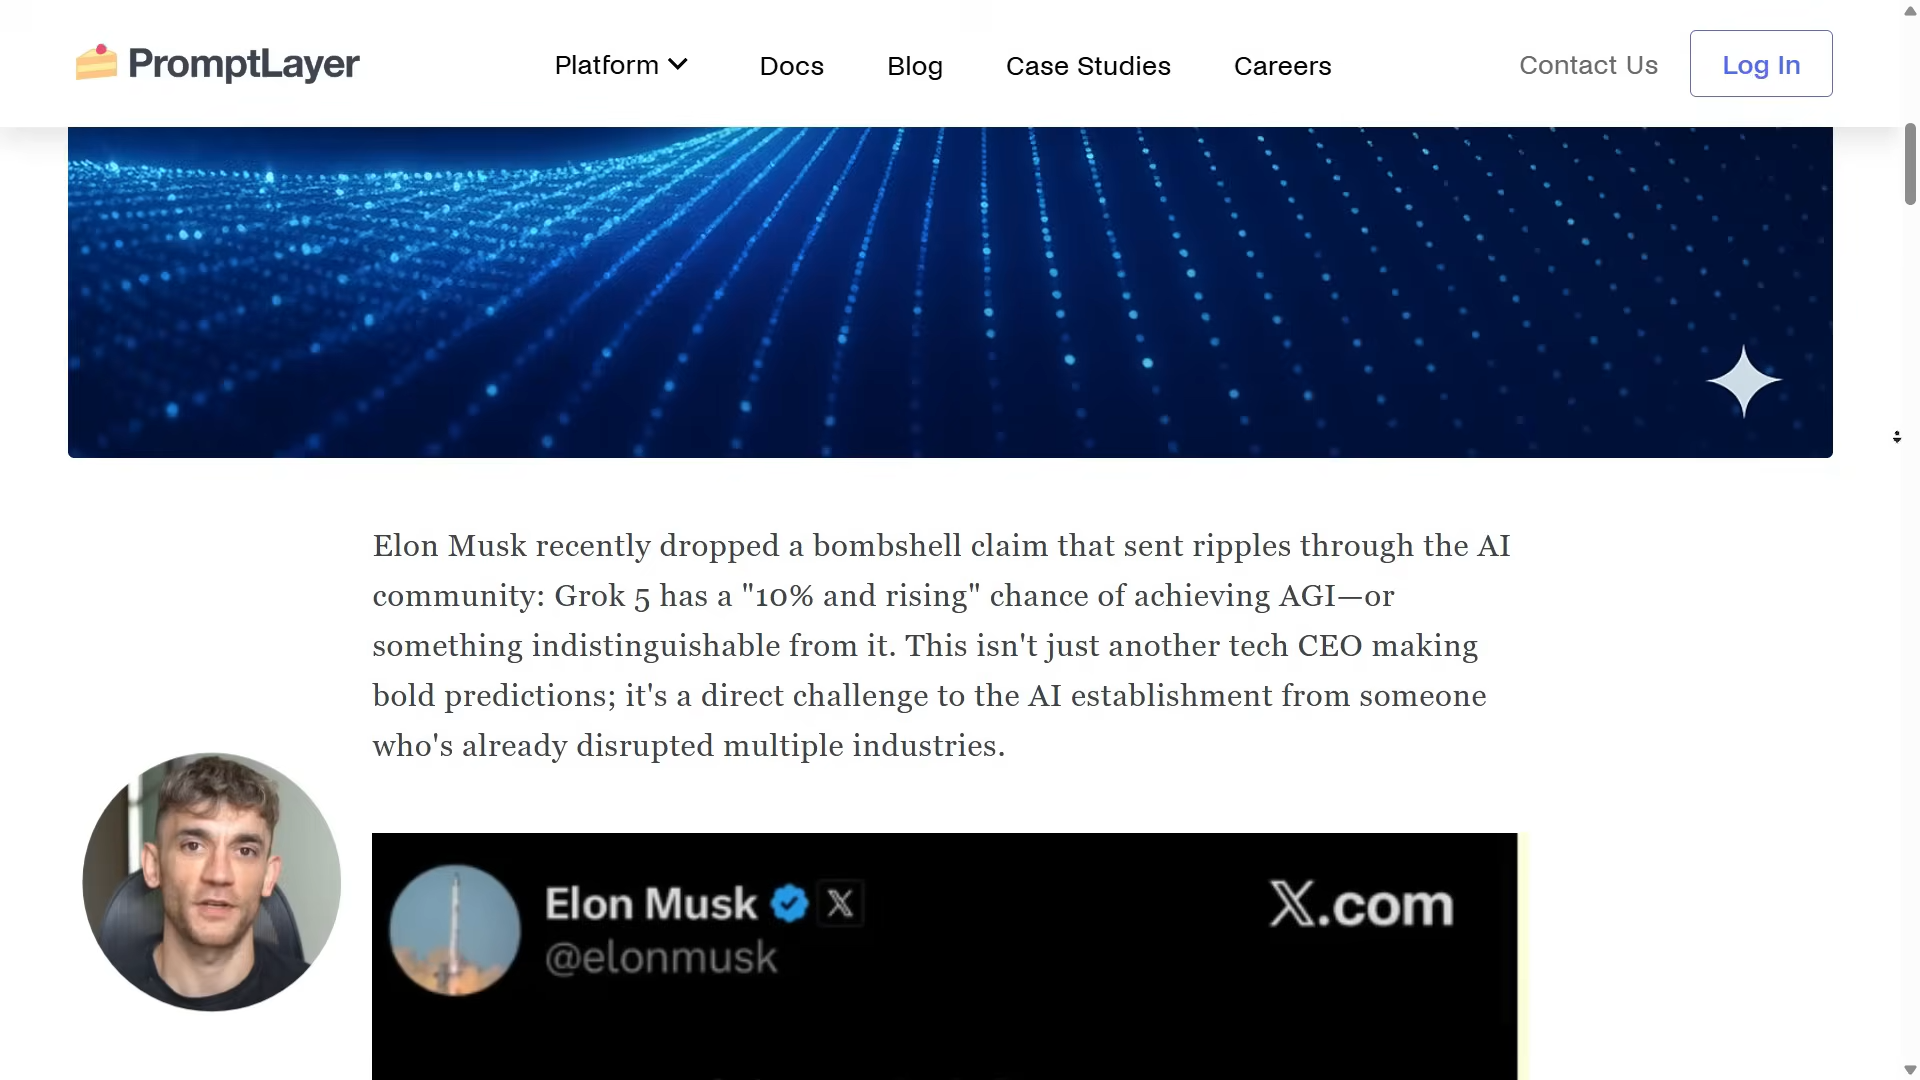 PromptLayer
Platform
Docs
Blog
Case Studies
Careers
Contact Us
Log In
Elon Musk recently dropped a bombshell claim that sent ripples through the AI
community: Grok 5 has a "10% and rising" chance of achieving AGI—or
something indistinguishable from it. This isn't just another tech CEO making
bold predictions; it's a direct challenge to the AI establishment from someone
who's already disrupted multiple industries.
Elon Musk
X.com
@elonmusk